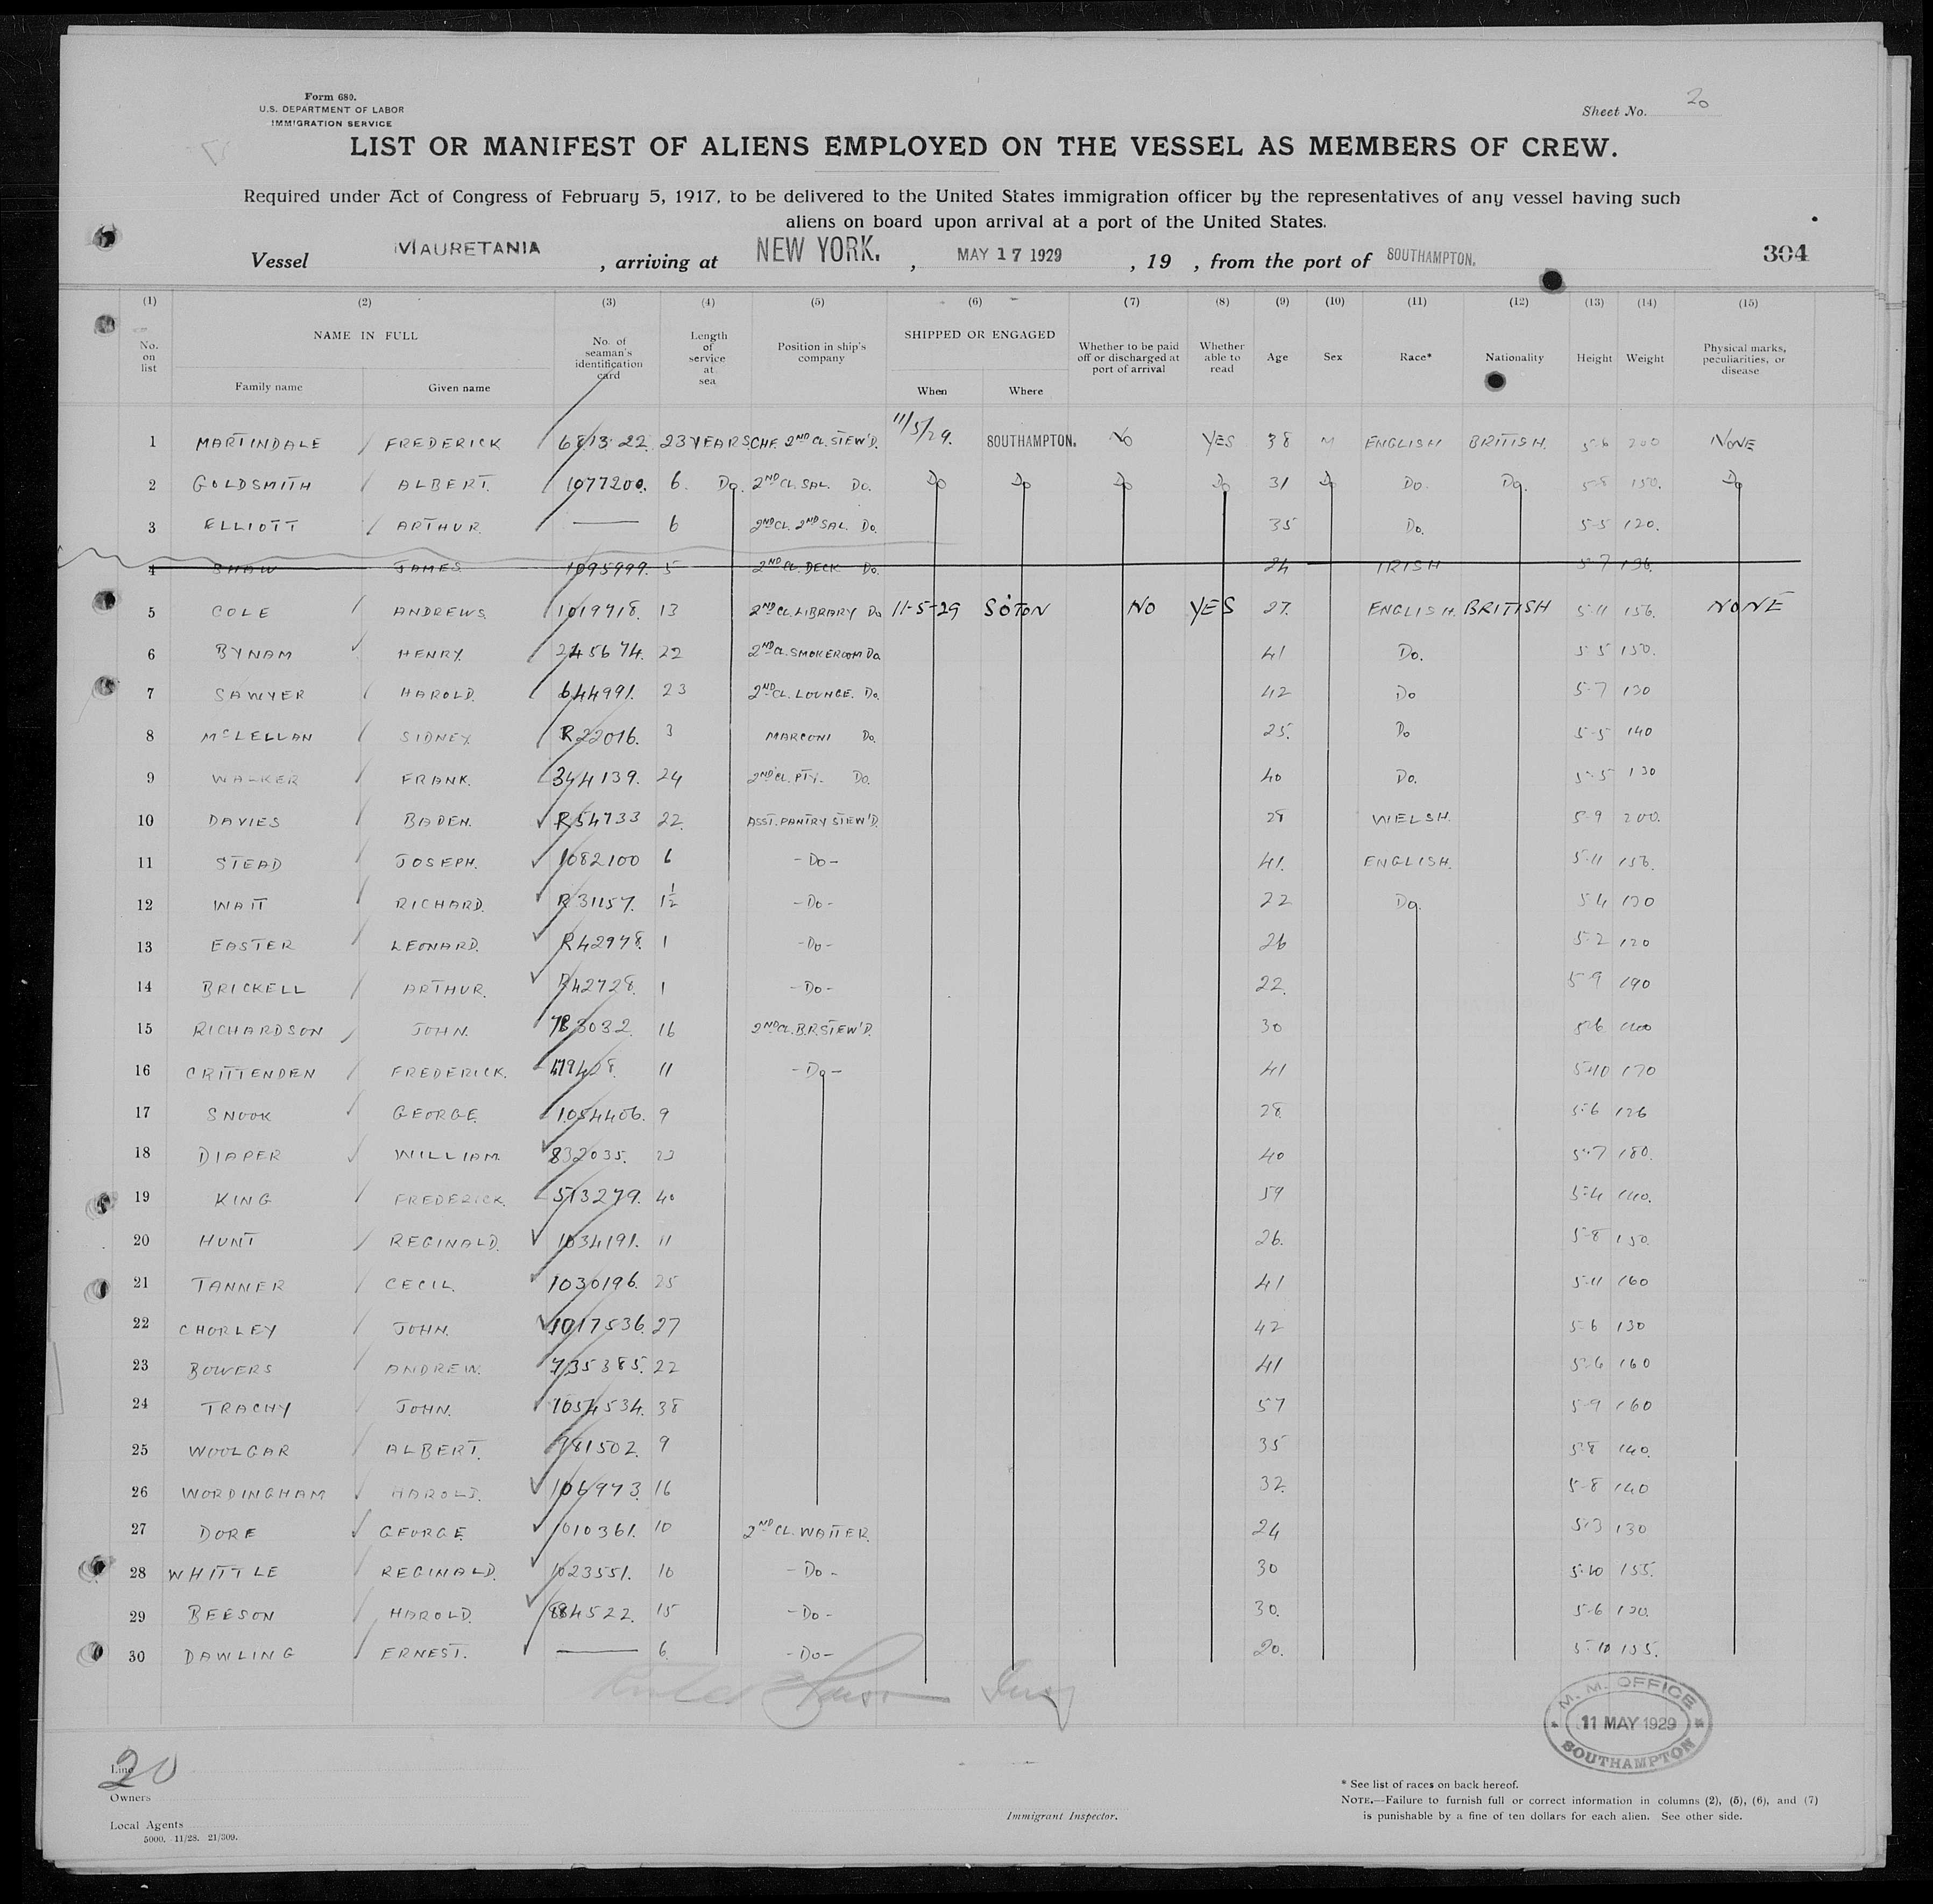 Form 680.
U.S. DEPARTMENT OF LABOR
IMMIGRATION SERVICE
Sheet No. 20
LIST OR MANIFEST OF ALIENS EMPLOYED ON THE VESSEL AS MEMBERS OF CREW.
Required under Act of Congress of February 5, 1917, to be delivered to the United States immigration officer by the representatives of any vessel having such
aliens on board upon arrival at a port of the United States.
Vessel MAURETANIA, arriving at NEW YORK., MAY 17 1929, 19 , from the port of SOUTHAMPTON. 304
(1) (2) (3) (4) (5) (6) (7) (8) (9) (10) (11) (12) (13) (14) (15)
No. on list NAME IN FULL Family name Given name No. of seaman's identification card Length of service at sea Position in ship's company SHIPPED OR ENGAGED When Where Whether to be paid off or discharged at port of arrival Whether able to read Age Sex Race* Nationality Height Weight Physical marks, peculiarities, or disease
1 MARTINDALE FREDERICK 6813 22. 23 YEARS CHF. 2ND CL. STEW'D. 11/5/29. SOUTHAMPTON. NO YES 38 M ENGLISH BRITISH. 5-6 200 NONE
2 GOLDSMITH ALBERT. 1077200. 6. Do. 2ND CL. SAL. Do. Do Do Do Do 31 Do Do. Do. 5-8 150. Do
3 ELLIOTT ARTHUR. — 6 2ND CL. 2ND SAL. Do. 35 Do. 5-5 120.
4 SHAW JAMES 1095999. 5 2ND CL. DECK Do. 24 IRISH 5-7 136.
5 COLE ANDREWS. 1019718. 13 2ND CL. LIBRARY Do 11-5-29 SOTON NO YES 27. ENGLISH. BRITISH 5-11 156. NONE
6 BYNAM HENRY. 245674. 22 2ND CL. SMOKEROOM Do. 41 Do. 5-5 150.
7 SAWYER HAROLD. 644991. 23 2ND CL. LOUNGE. Do. 42 Do 5-7 130
8 McLELLAN SIDNEY R22016. 3 MARCONI Do. 25. Do 5-5 140
9 WALKER FRANK. 344139. 24 2ND CL. PTY. Do. 40 Do. 5-5 130
10 DAVIES BADEN. R54733 22. ASST. PANTRY STEW'D. 28 WELSH. 5-9 200.
11 STEAD JOSEPH. 1082100 6 -Do- 41. ENGLISH. 5-11 156.
12 WATT RICHARD. R31157. 1½ -Do- 22 Do. 5-4 130
13 EASTER LEONARD. R42978. 1 -Do- 26 5-2 120
14 BRICKELL ARTHUR. R42728. 1 -Do- 22. 5-9 190
15 RICHARDSON JOHN. 783032. 16 2ND CL. B.R. STEW'D. 30 5-6
16 CRITTENDEN FREDERICK. 11 -Do- 41 5-10 170
17 SNOOK GEORGE. 1054406. 9 28. 5-6 126
18 DIAPER WILLIAM. 832035. 23 40 5-7 180.
19 KING FREDERICK. 513279. 40 59 5-4 140.
20 HUNT REGINALD. 1034191. 11 26. 5-8 150.
21 TANNER CECIL. 1030196. 25 41 5-11 160
22 CHORLEY JOHN. 1017536. 27 42 5-6 130
23 BOWERS ANDREW. 735385. 22 41 5-6 160
24 TRACHY JOHN. 1054534. 38 57 5-9 160
25 WOOLGAR ALBERT. 981502. 9 35 5-8 140.
26 WORDINGHAM HAROLD. 106973. 16 32. 5-8 140
27 DORE GEORGE. 1010361. 10 2ND CL. WAITER. 24 5-3 130
28 WHITTLE REGINALD. 1023551. 10 -Do- 30 5-10 155.
29 BEESON HAROLD. 884522. 15 -Do- 30. 5-6 120.
30 DAWLING ERNEST. — 6. -Do- 20. 5-10 135.
M. M. OFFICE
11 MAY 1929
SOUTHAMPTON
20
Line
Owners
Local Agents
5000. 11/28. 21/309.
Immigrant Inspector.
* See list of races on back hereof.
NOTE.—Failure to furnish full or correct information in columns (2), (5), (6), and (7)
is punishable by a fine of ten dollars for each alien. See other side.